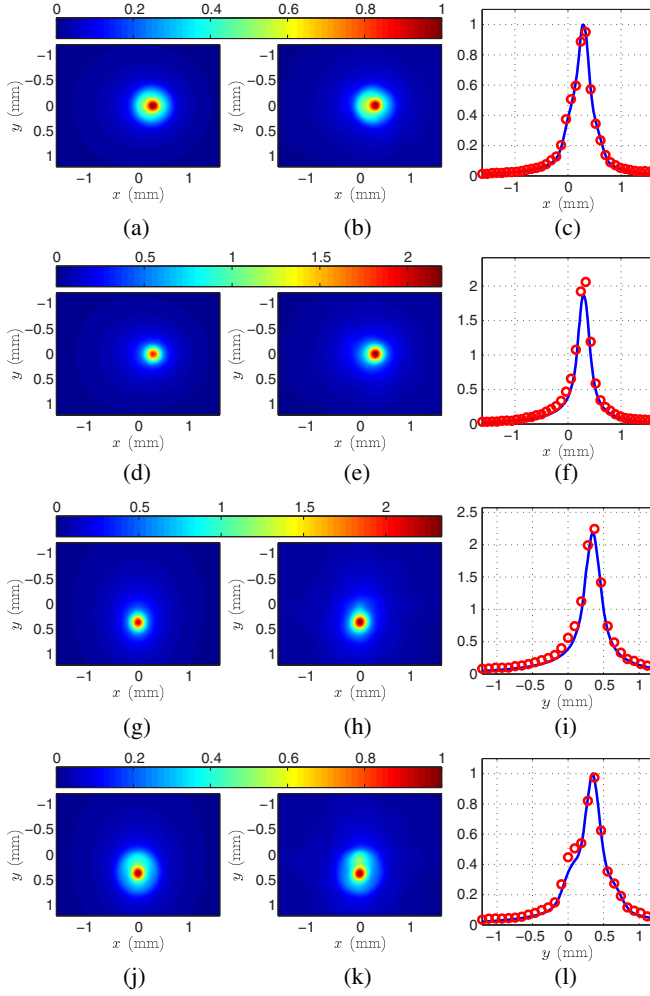 0 0.2 0.4 0.6 0.8 1
−1 −0.5 0 0.5 1
y (mm)
−1 0 1
x (mm)
(a)
−1 −0.5 0 0.5 1
y (mm)
−1 0 1
x (mm)
(b)
1 0.8 0.6 0.4 0.2 0
−1 0 1
x (mm)
(c)
0.5 1 1.5 2
−1 −0.5 0 0.5 1
y (mm)
−1 0 1
x (mm)
(d)
−1 −0.5 0 0.5 1
y (mm)
−1 0 1
x (mm)
(e)
2 1.5 1 0.5 0
−1 0 1
x (mm)
(f)
0 0.5 1 1.5 2
−1 −0.5 0 0.5 1
y (mm)
−1 0 1
x (mm)
(g)
−1 −0.5 0 0.5 1
y (mm)
−1 0 1
x (mm)
(h)
2.5 2 1.5 1 0.5 0
−1 −0.5 0 0.5 1
y (mm)
(i)
0 0.2 0.4 0.6 0.8 1
−1 −0.5 0 0.5 1
y (mm)
−1 0 1
x (mm)
(j)
−1 −0.5 0 0.5 1
y (mm)
−1 0 1
x (mm)
(k)
1 0.8 0.6 0.4 0.2 0
−1 −0.5 0 0.5 1
y (mm)
(l)